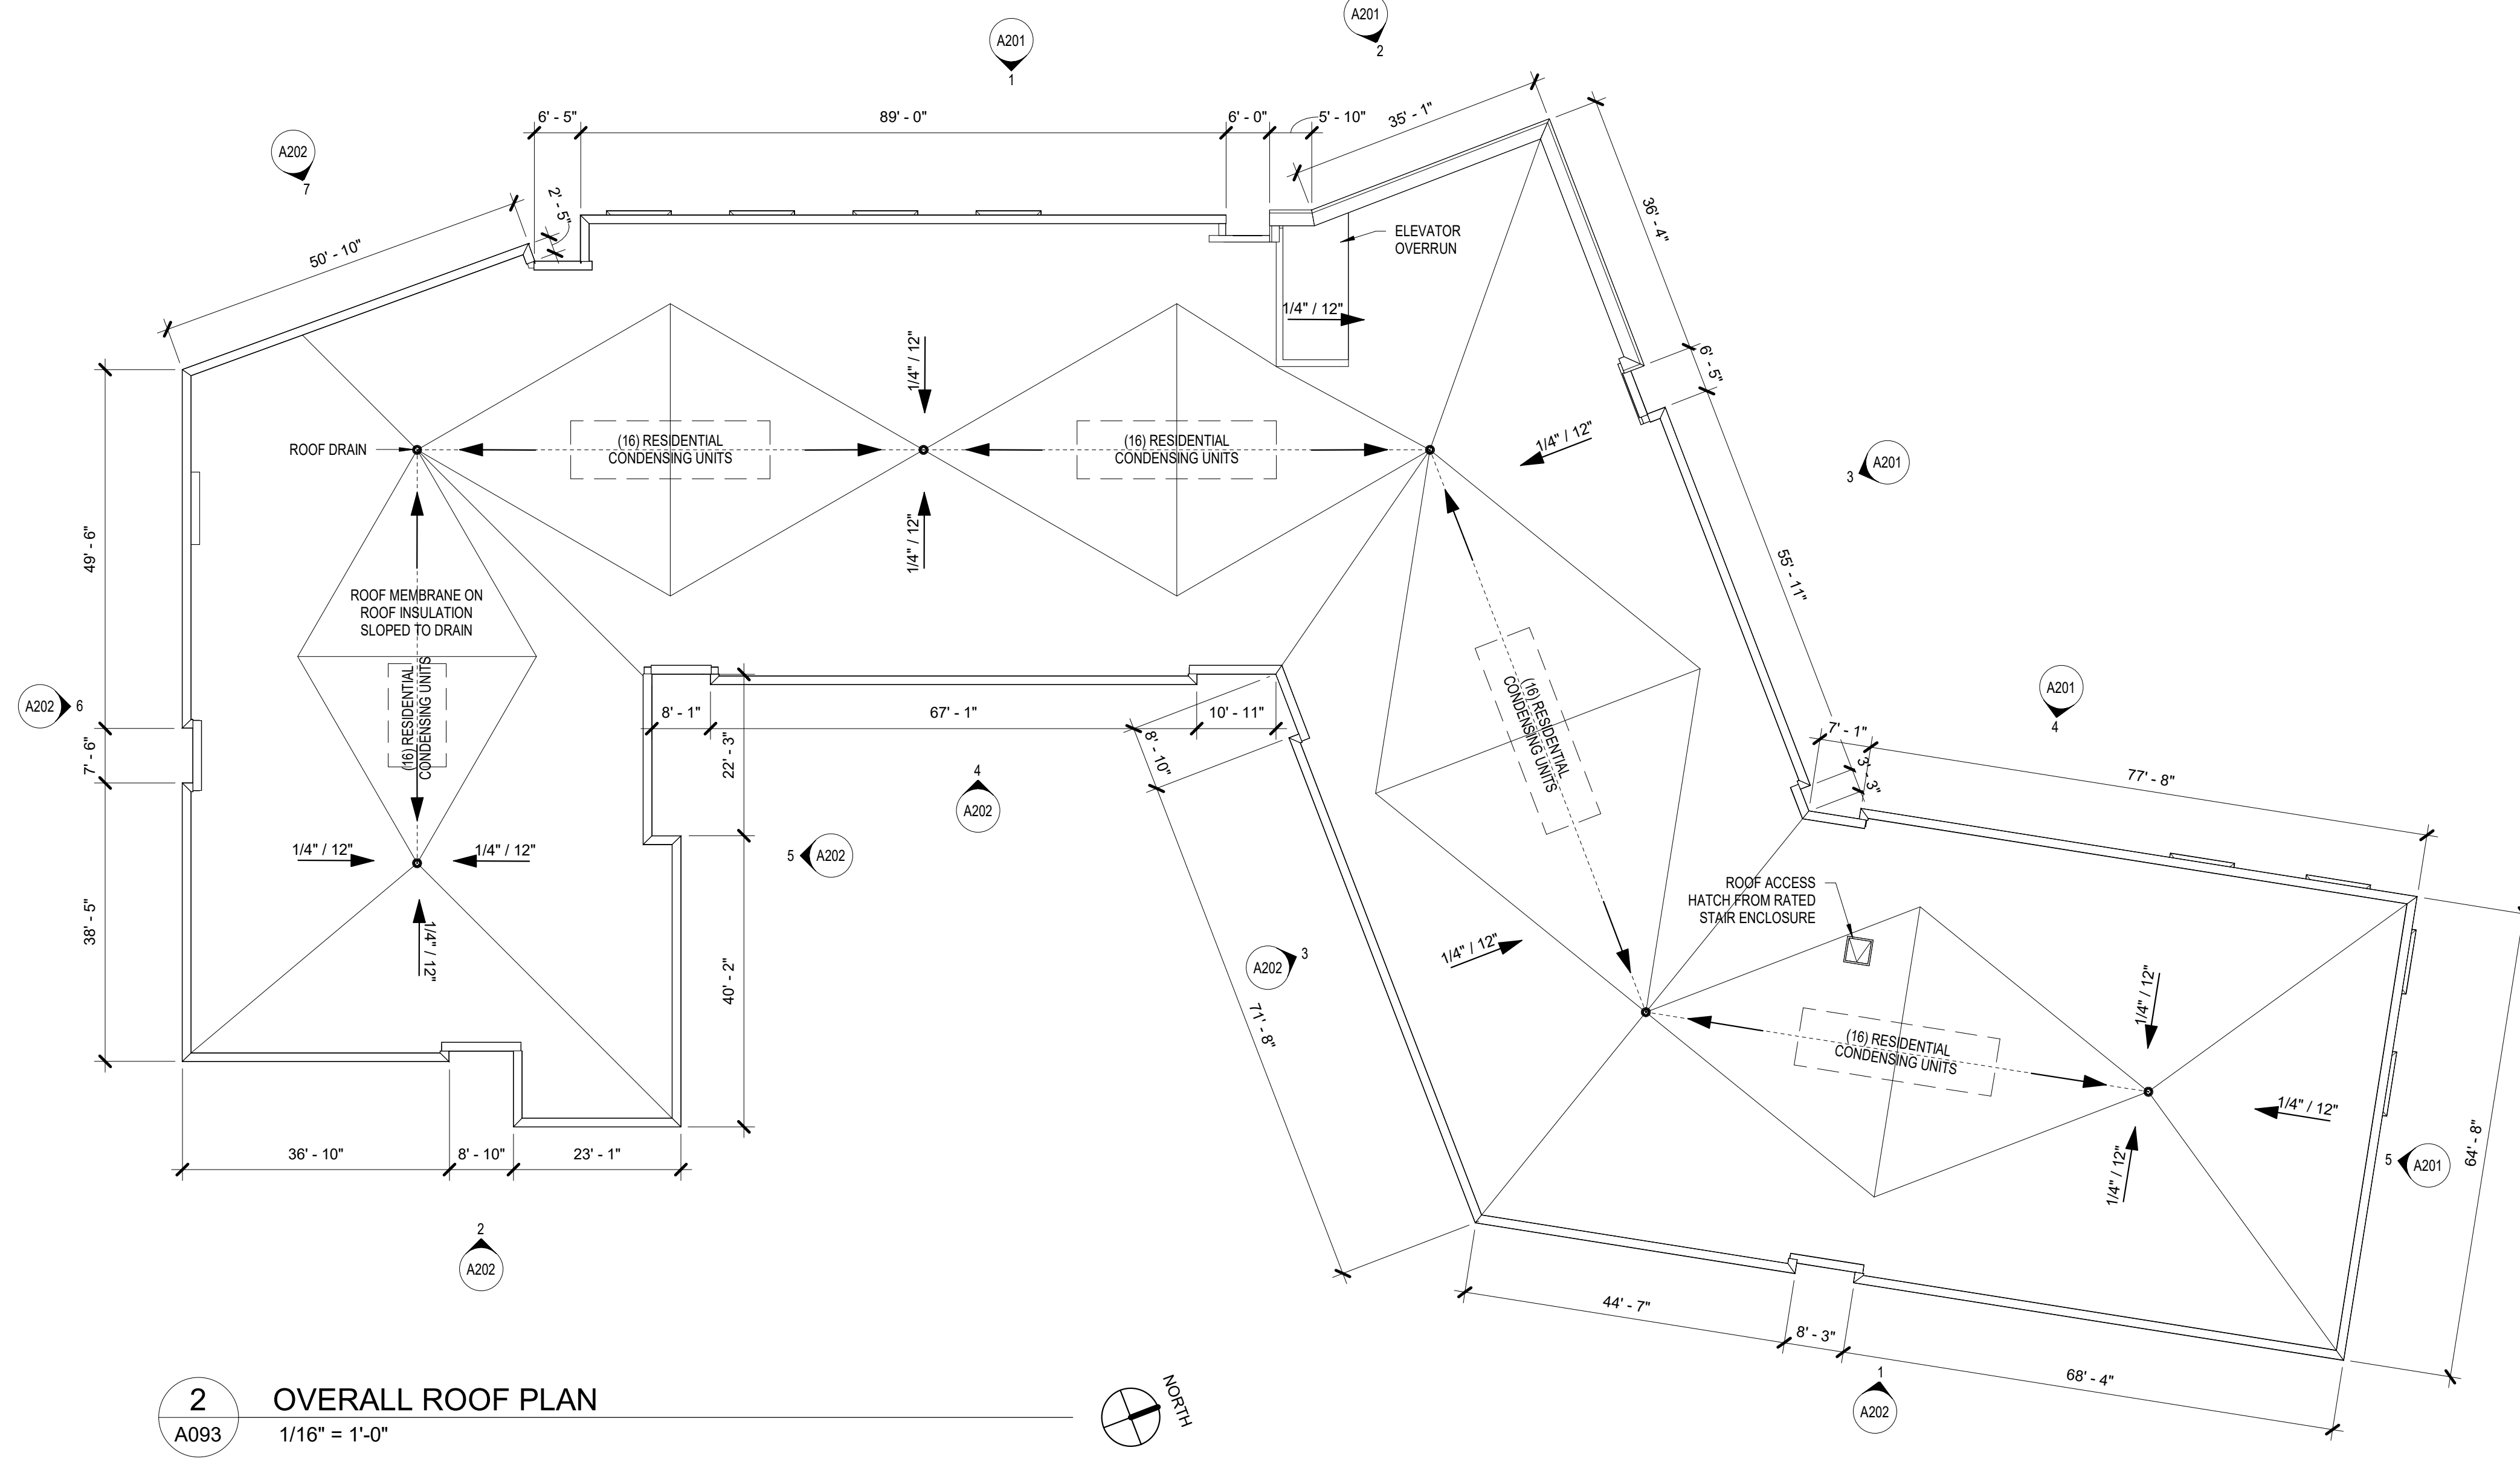 A201
2
A201
1
A202
7
6' - 5"
89' - 0"
6' - 0"
5' - 10"
35' - 1"
2' - 5"
50' - 10"
36' - 4"
ELEVATOR
OVERRUN
1/4" / 12"
6' - 5"
1/4" / 12"
ROOF DRAIN
(16) RESIDENTIAL
CONDENSING UNITS
(16) RESIDENTIAL
CONDENSING UNITS
1/4" / 12"
3
A201
1/4" / 12"
49' - 6"
55' - 11"
ROOF MEMBRANE ON
ROOF INSULATION
SLOPED TO DRAIN
(16) RESIDENTIAL
CONDENSING UNITS
A202
6
8' - 1"
67' - 1"
10' - 11"
22' - 3"
8' - 10"
(16) RESIDENTIAL
CONDENSING UNITS
A201
4
7' - 1"
3' - 3"
77' - 8"
7' - 6"
4
A202
5
A202
1/4" / 12"
1/4" / 12"
ROOF ACCESS
HATCH FROM RATED
STAIR ENCLOSURE
38' - 5"
1/4" / 12"
40' - 2"
1/4" / 12"
A202
3
71' - 8"
(16) RESIDENTIAL
CONDENSING UNITS
1/4" / 12"
1/4" / 12"
1/4" / 12"
64' - 8"
5
A201
36' - 10"
8' - 10"
23' - 1"
2
A202
44' - 7"
8' - 3"
68' - 4"
1
A202
2
A093
OVERALL ROOF PLAN
1/16" = 1'-0"
NORTH